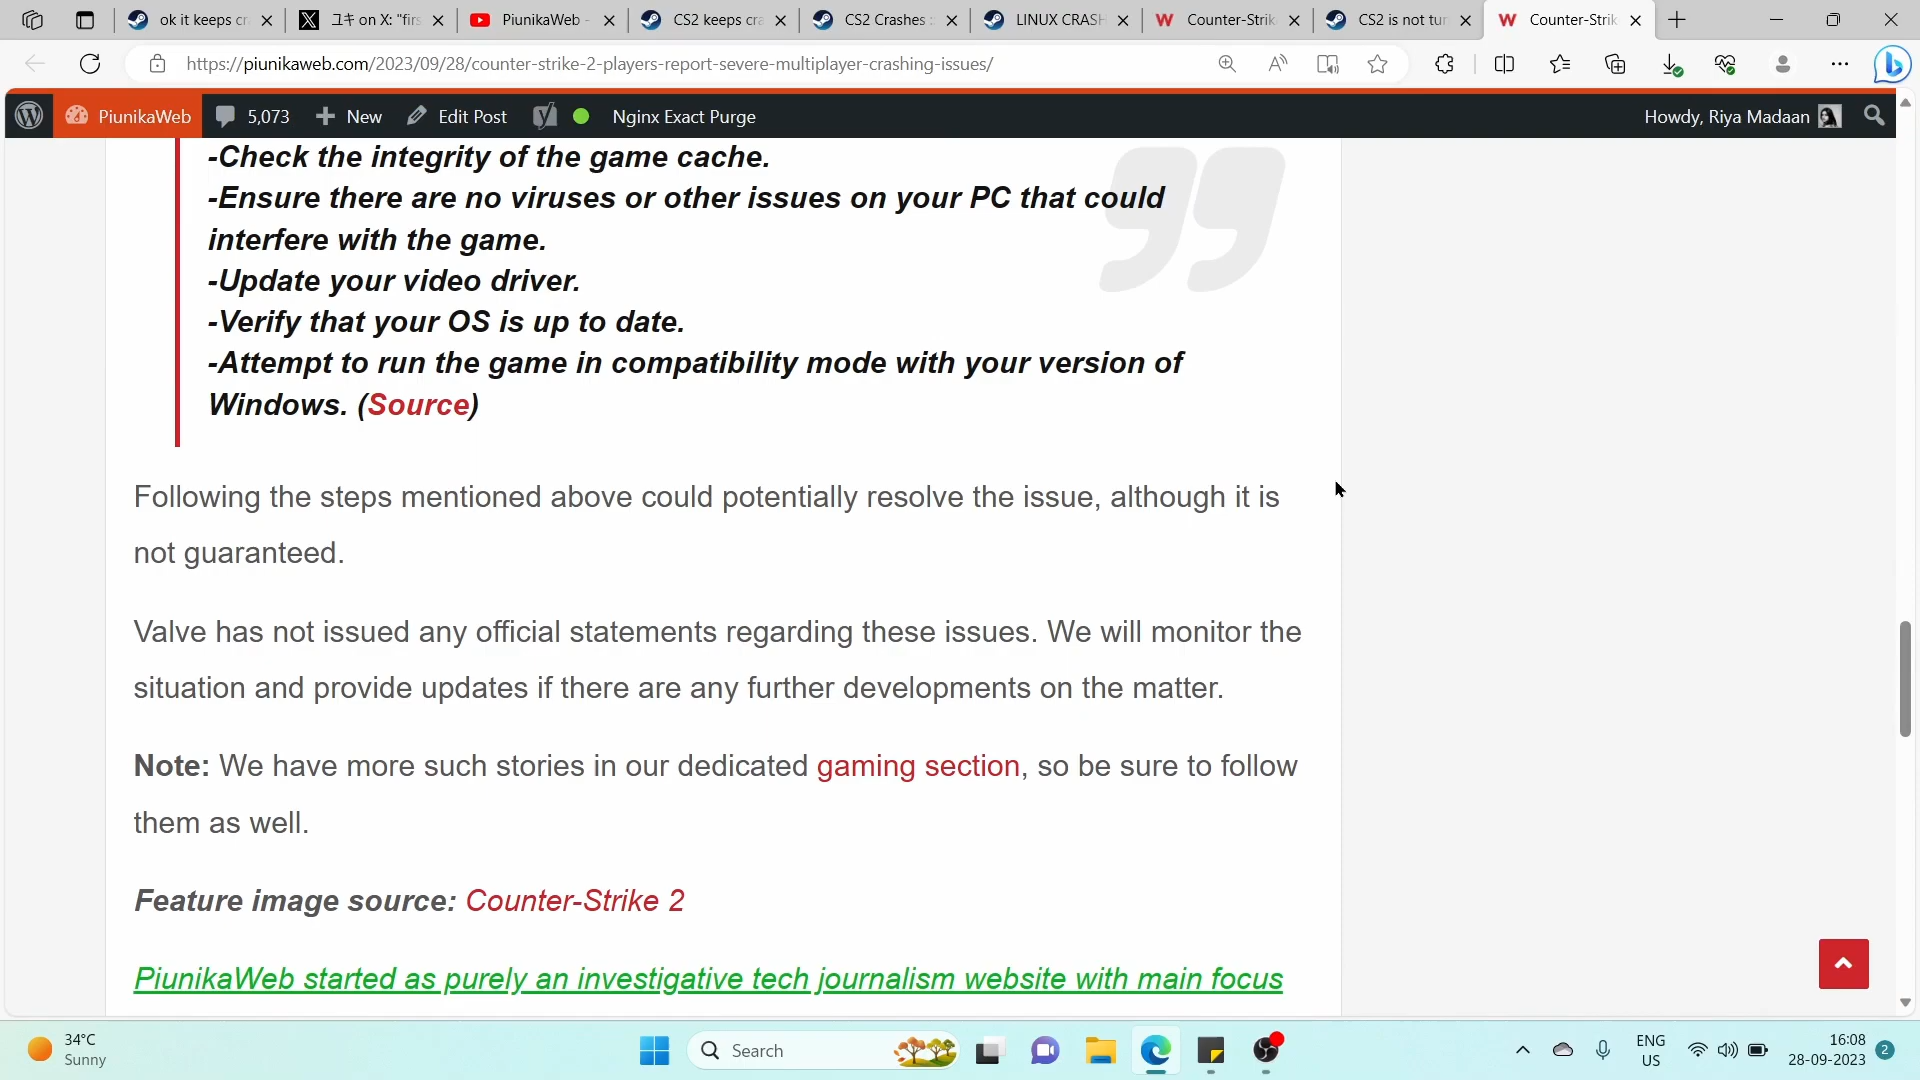 ok it keeps cr
ユキ on X: "firs
PiunikaWeb -
CS2 keeps cra
CS2 Crashes :
LINUX CRASH
Counter-Strik
CS2 is not tur
Counter-Strik
https://piunikaweb.com/2023/09/28/counter-strike-2-players-report-severe-multiplayer-crashing-issues/
PiunikaWeb 5,073 New Edit Post Nginx Exact Purge Howdy, Riya Madaan
-Check the integrity of the game cache.
-Ensure there are no viruses or other issues on your PC that could
interfere with the game.
-Update your video driver.
-Verify that your OS is up to date.
-Attempt to run the game in compatibility mode with your version of
Windows. (Source)
Following the steps mentioned above could potentially resolve the issue, although it is
not guaranteed.
Valve has not issued any official statements regarding these issues. We will monitor the
situation and provide updates if there are any further developments on the matter.
Note: We have more such stories in our dedicated gaming section, so be sure to follow
them as well.
Feature image source: Counter-Strike 2
PiunikaWeb started as purely an investigative tech journalism website with main focus
34°C
Sunny
Search
ENG
US
16:08
28-09-2023
2